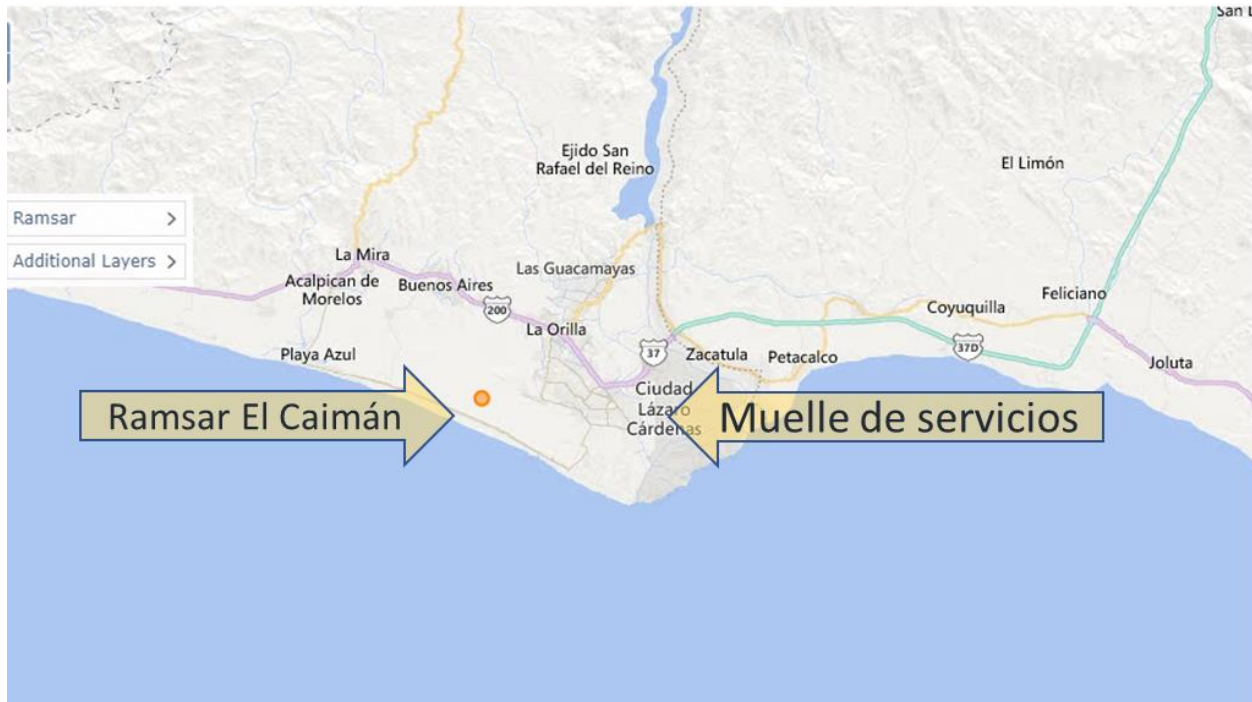 San L
Ejido San
Rafael del Reino
El Limón
Ramsar
Additional Layers
La Mira
Las Guacamayas
Acalpican de
Morelos
Buenos Aires
Feliciano
200
Coyuquilla
La Orilla
37
37D
Playa Azul
Zacatula
Petacalco
Joluta
Ciudad
Lázaro
Cárdenas
Ramsar El Caimán
Muelle de servicios